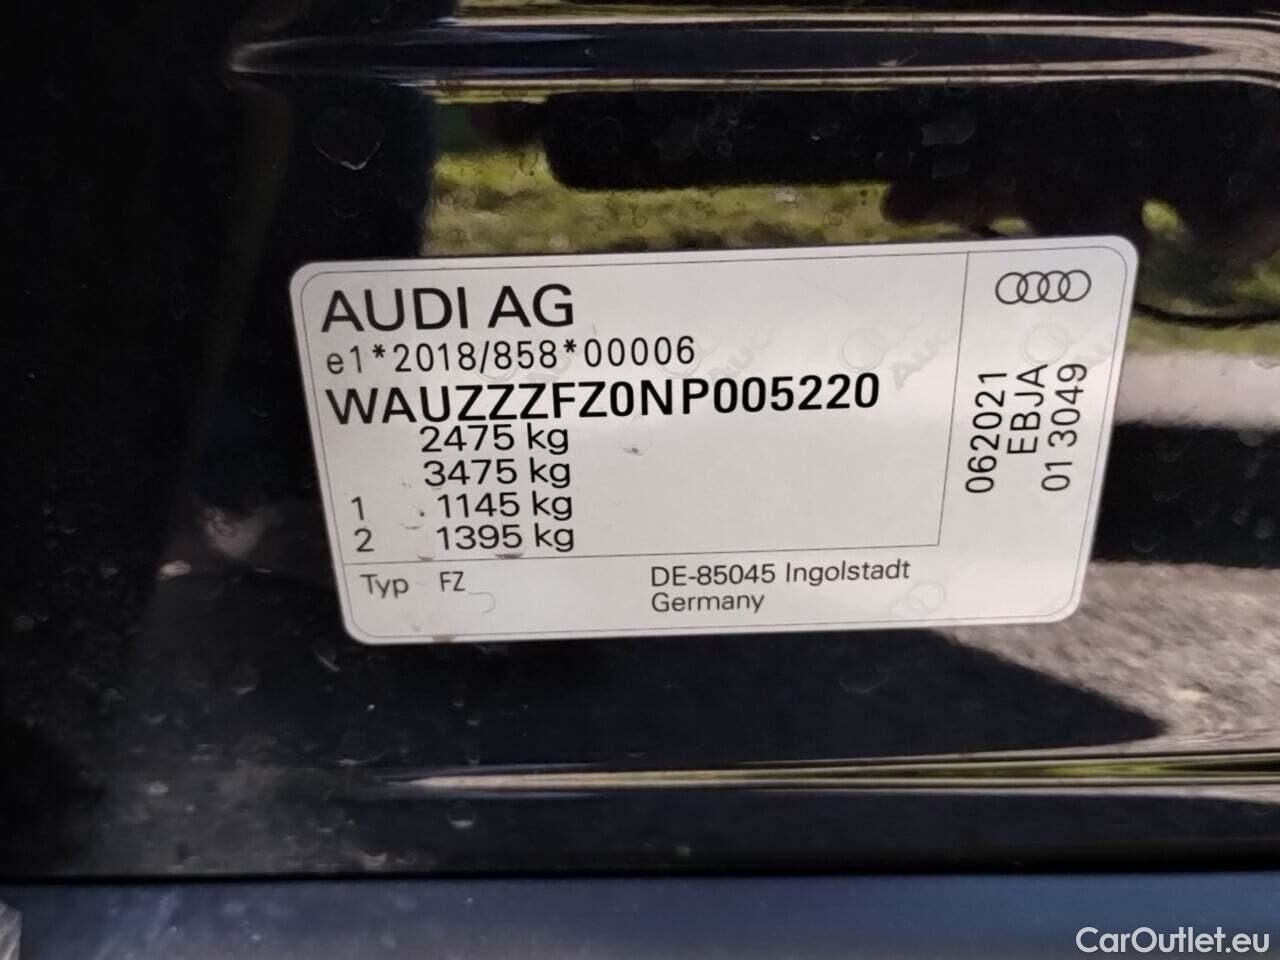 AUDI AG
e1*2018/858*00006
WAUZZZFZ0NP005220
2475 kg
3475 kg
1 1145 kg
2 1395 kg
Typ FZ
DE-85045 Ingolstadt
Germany
062021
EBJA
01 3049
CarOutlet.eu